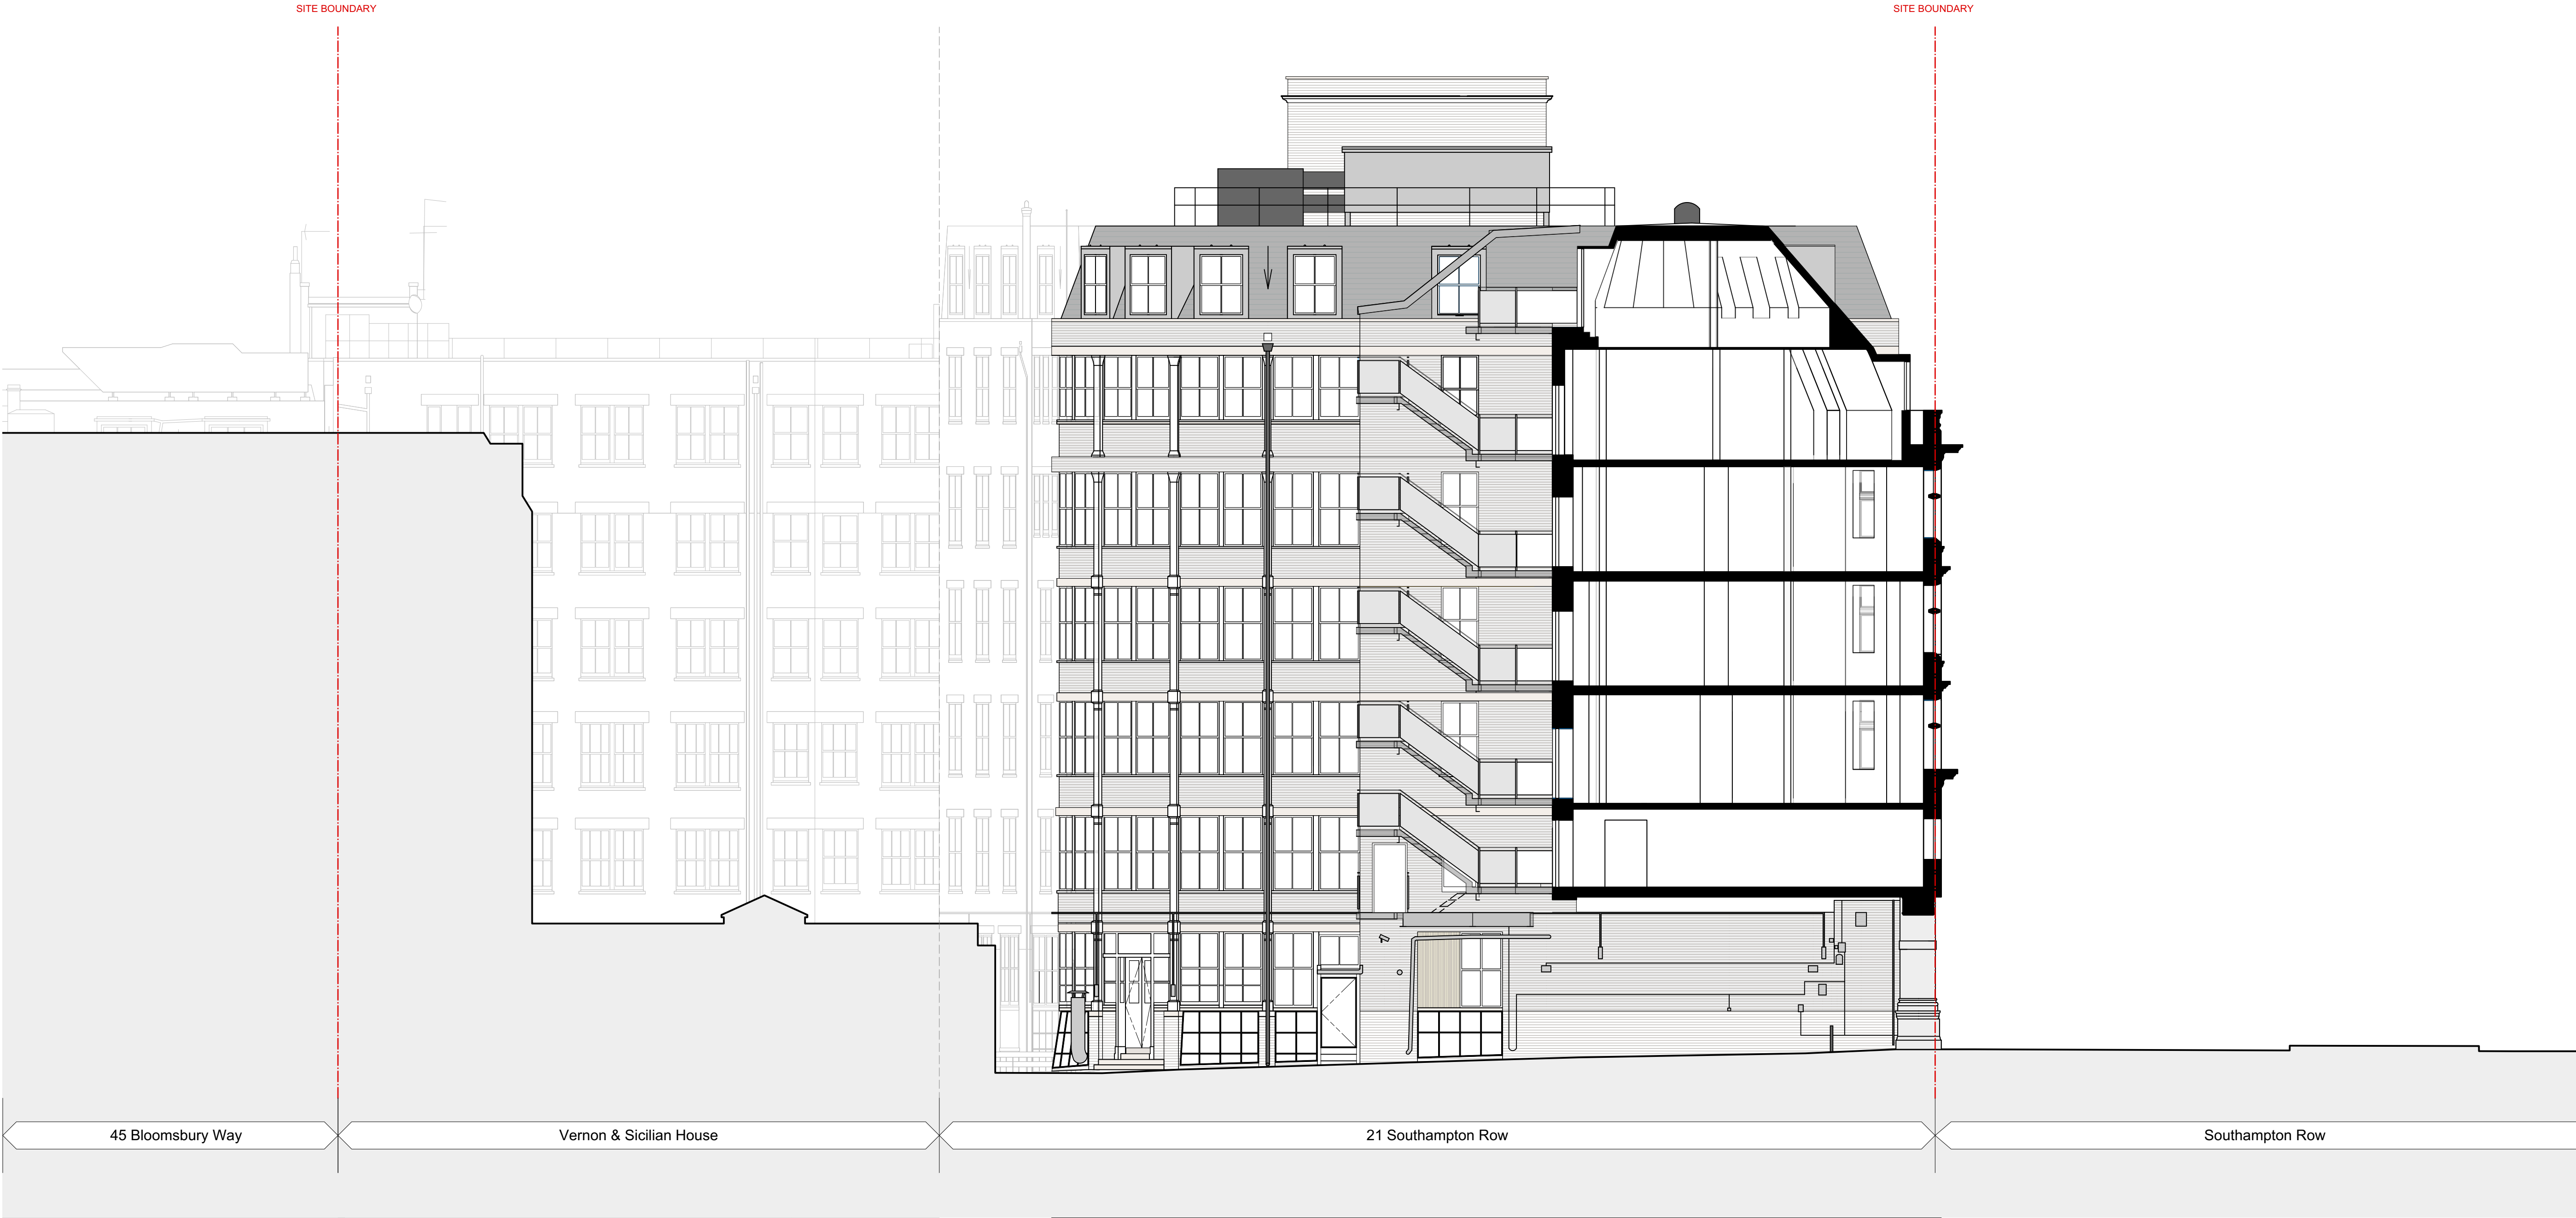 SITE BOUNDARY
SITE BOUNDARY
45 Bloomsbury Way
Vernon & Sicilian House
21 Southampton Row
Southampton Row